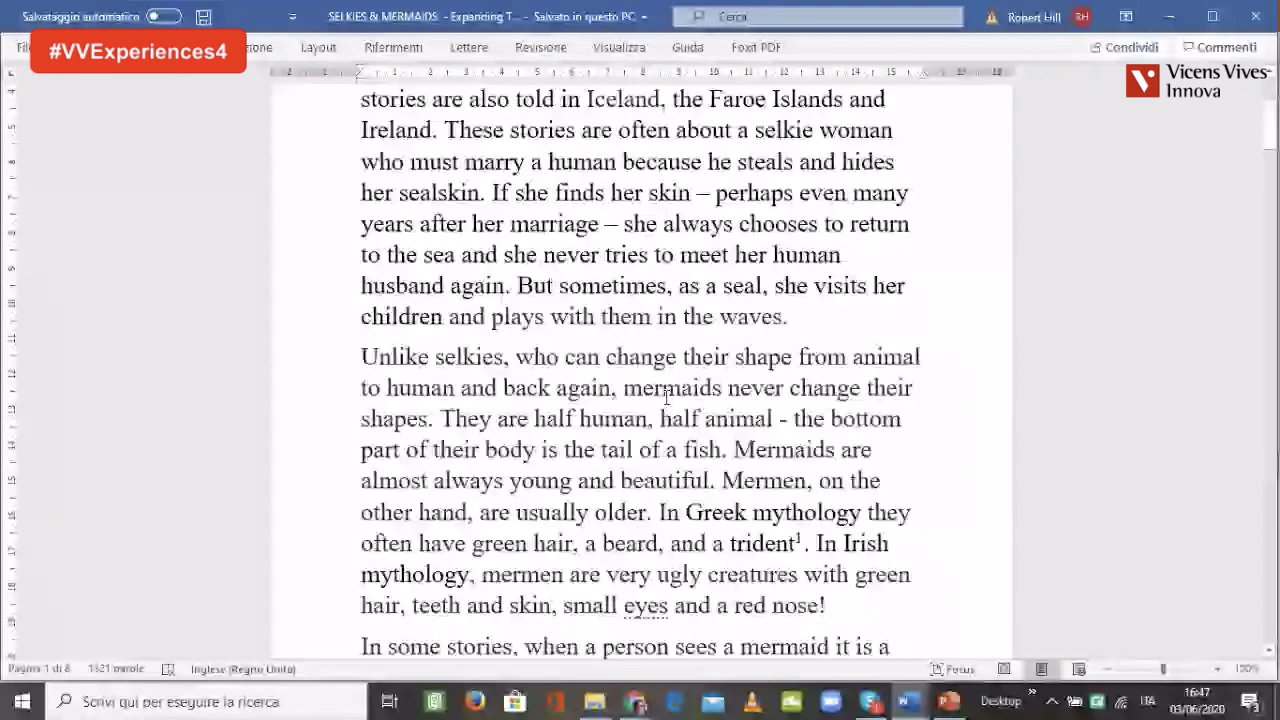 Salvataggio automatico
SELKIES & MERMAIDS - Expanding T... - Salvato in questo PC
Cerca
Robert Hill
RH
#VVExperiences4
Layout
Riferimenti
Lettere
Revisione
Visualizza
Guida
Foxit PDF
Condividi
Commenti
Vicens Vives
Innova
stories are also told in Iceland, the Faroe Islands and
Ireland. These stories are often about a selkie woman
who must marry a human because he steals and hides
her sealskin. If she finds her skin – perhaps even many
years after her marriage – she always chooses to return
to the sea and she never tries to meet her human
husband again. But sometimes, as a seal, she visits her
children and plays with them in the waves.
Unlike selkies, who can change their shape from animal
to human and back again, mermaids never change their
shapes. They are half human, half animal - the bottom
part of their body is the tail of a fish. Mermaids are
almost always young and beautiful. Mermen, on the
other hand, are usually older. In Greek mythology they
often have green hair, a beard, and a trident¹. In Irish
mythology, mermen are very ugly creatures with green
hair, teeth and skin, small eyes and a red nose!
In some stories, when a person sees a mermaid it is a
Pagina 1 di 8
1321 parole
Inglese (Regno Unito)
Focus
100%
Scrivi qui per eseguire la ricerca
Desktop
ITA
16:47
03/06/2020